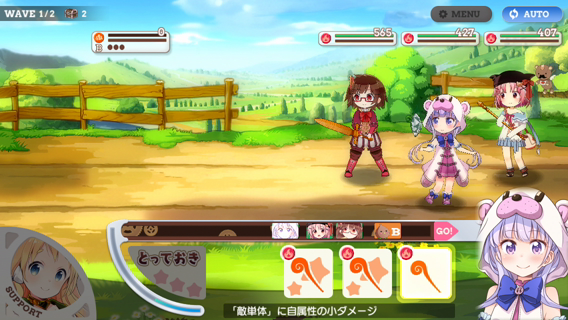 WAVE 1/2 2
MENU
AUTO
0
B
565
427
407
B GO!
とっておき
SUPPORT
「敵単体」に自属性の小ダメージ